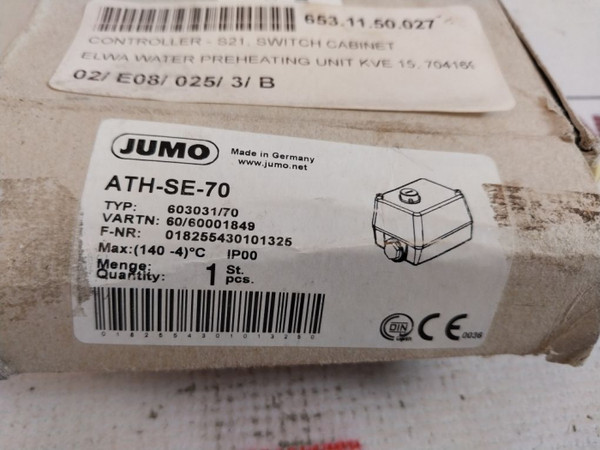 653.11.50.027
CONTROLLER - S21, SWITCH CABINET
ELWA WATER PREHEATING UNIT KVE 15, 704169
02/ E08/ 025/ 3/ B
JUMO
Made in Germany
www.jumo.net
ATH-SE-70
TYP: 603031/70
VARTN: 60/60001849
F-NR: 018255430101325
Max:(140 -4)°C IP00
Menge:
Quantity: 1 St. pcs.
DIN
CE 0036